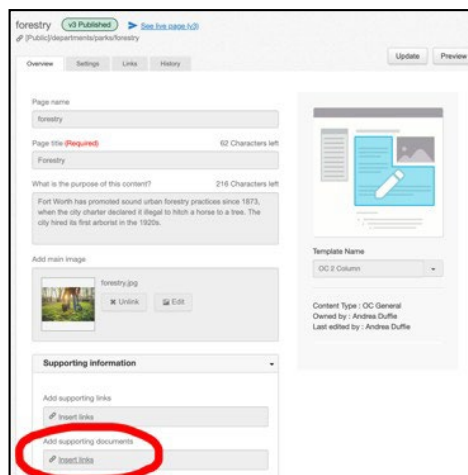 forestry v3 Published See live page (v3)
[Public]/departments/parks/forestry
Update Preview
Overview Settings Links History
Page name
forestry
Page title (Required) 62 Characters left
Forestry
What is the purpose of this content? 216 Characters left
Fort Worth has promoted sound urban forestry practices since 1873,
when the city charter declared it illegal to hitch a horse to a tree. The
city hired its first arborist in the 1920s.
Add main image
forestry.jpg
Unlink Edit
Template Name
OC 2 Column
Content Type : OC General
Owned by : Andrea Duffie
Last edited by : Andrea Duffie
Supporting information
Add supporting links
Insert links
Add supporting documents
Insert links